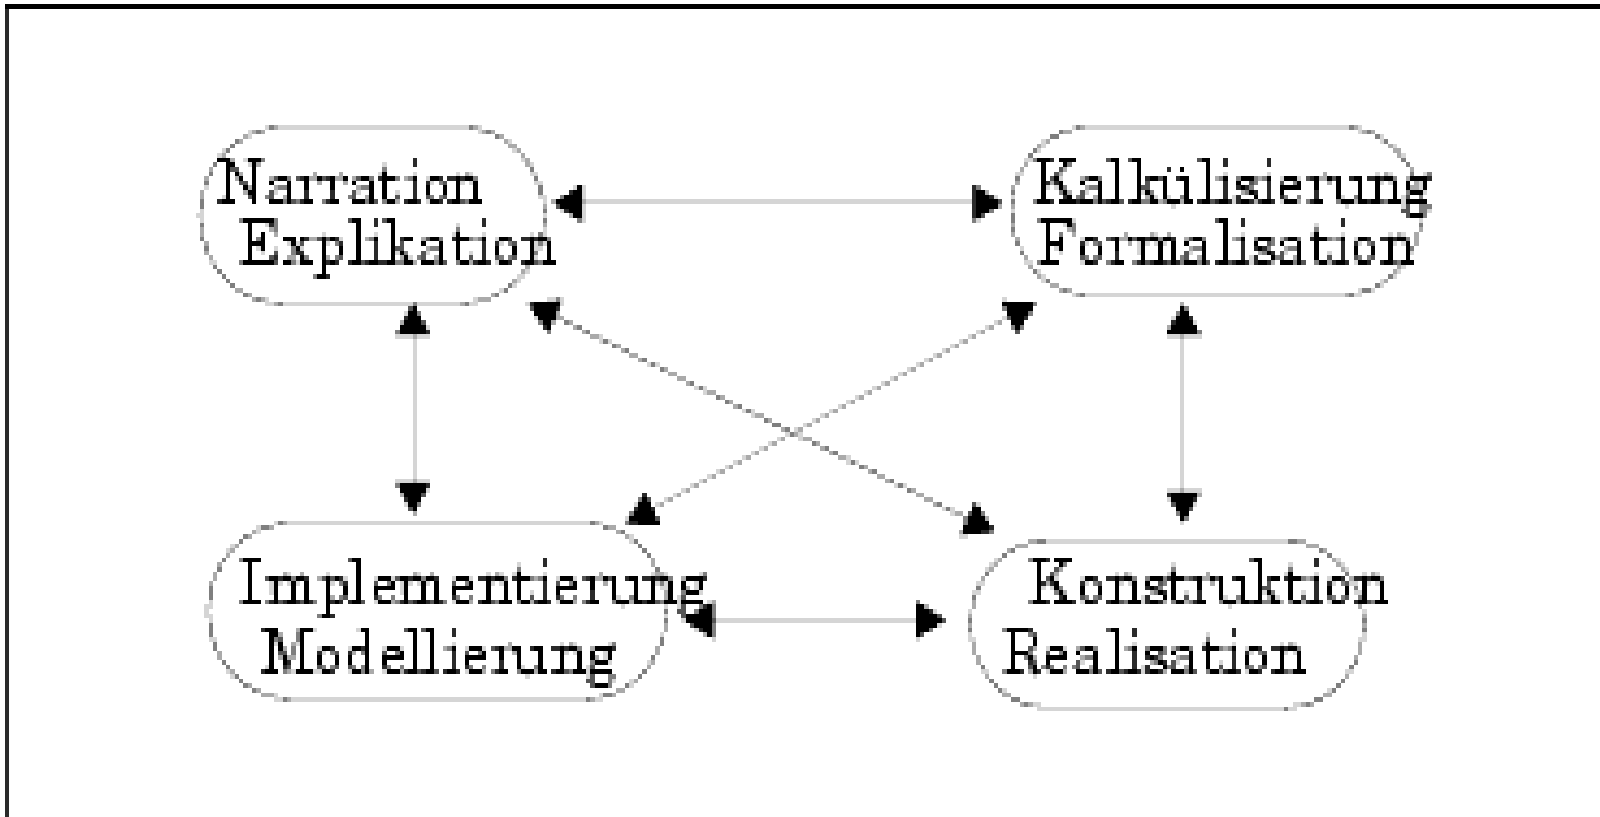 Narration
Explikation
Kalkülisierung
Formalisation
Implementierung
Modellierung
Konstruktion
Realisation